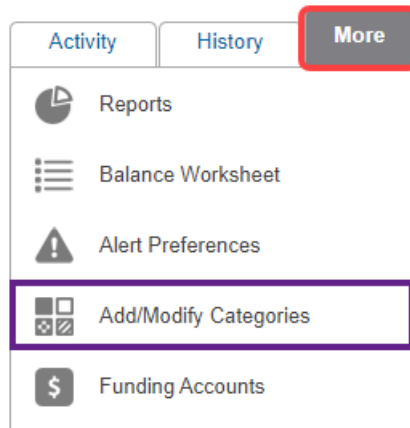 Activity History More
Reports
Balance Worksheet
Alert Preferences
Add/Modify Categories
$ Funding Accounts